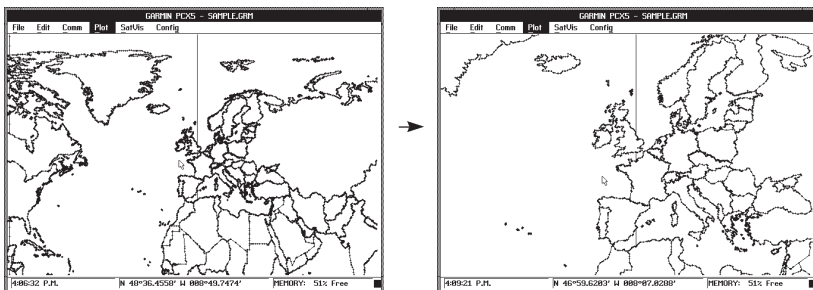 GARMIN PCX5 - SAMPLE.GRM
File Edit Comm Plot SatVis Config
4:06:32 P.M. N 48°36.4558' W 008°49.7474' MEMORY: 51% Free
GARMIN PCX5 - SAMPLE.GRM
File Edit Comm Plot SatVis Config
4:09:21 P.M. N 46°59.6203' W 008°07.0288' MEMORY: 51% Free